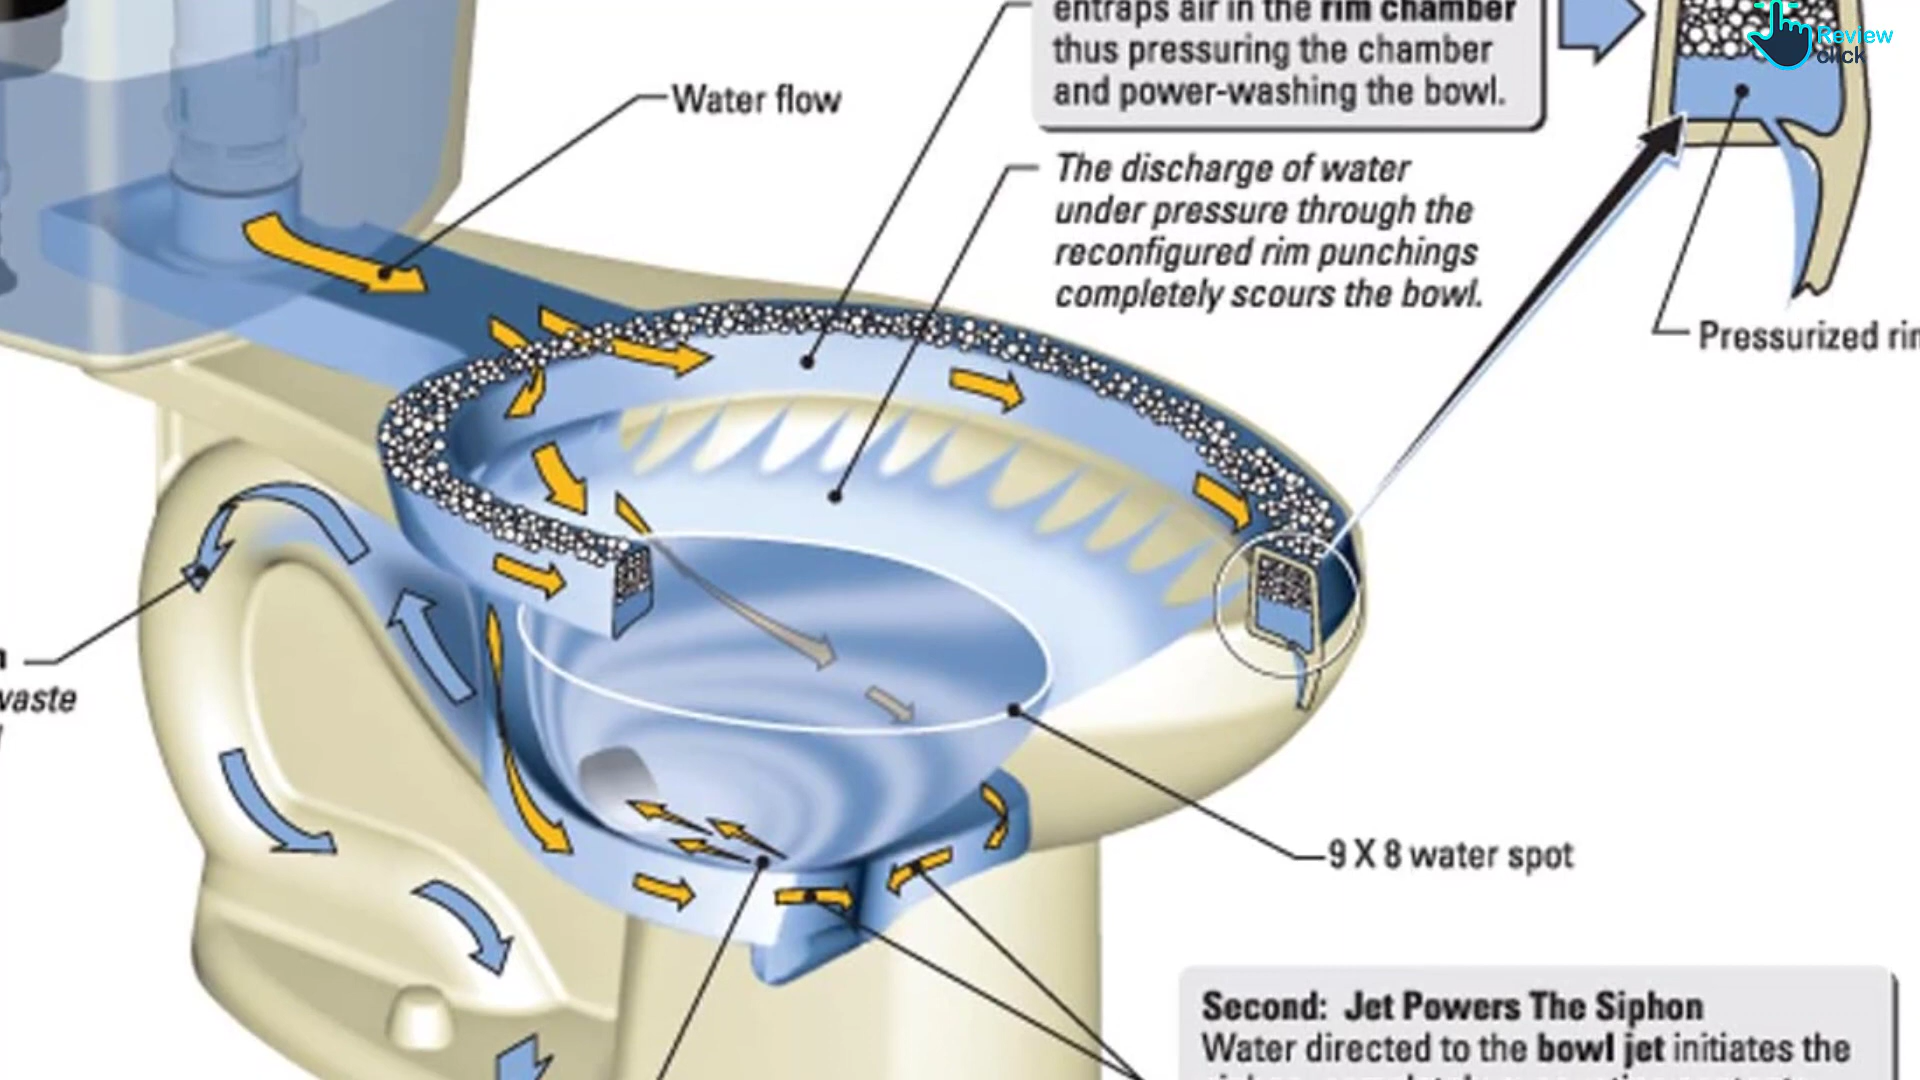 entraps air in the rim chamber
thus pressuring the chamber
and power-washing the bowl.
Review
click
Water flow
The discharge of water
under pressure through the
reconfigured rim punchings
completely scours the bowl.
Pressurized
waste
9 X 8 water spot
Second: Jet Powers The Siphon
Water directed to the bowl jet initiates the